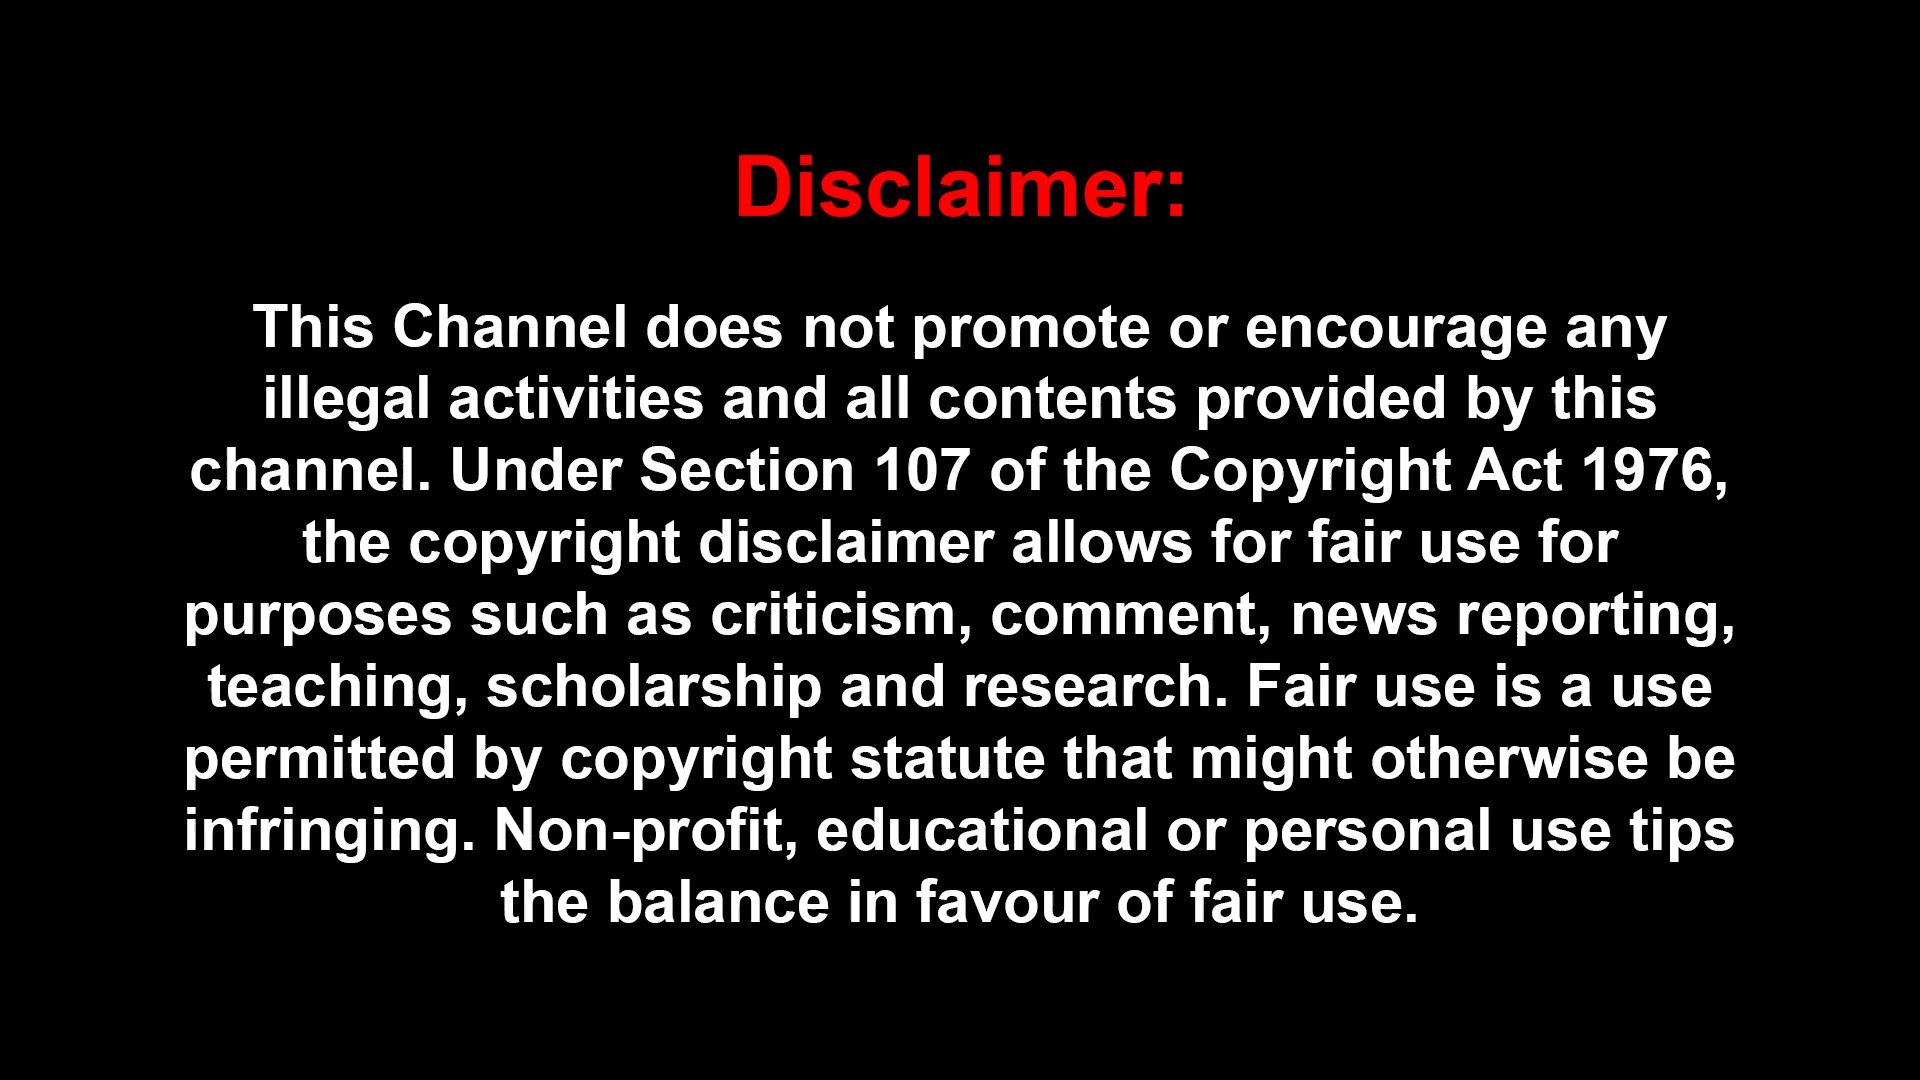 Disclaimer:
This Channel does not promote or encourage any
illegal activities and all contents provided by this
channel. Under Section 107 of the Copyright Act 1976,
the copyright disclaimer allows for fair use for
purposes such as criticism, comment, news reporting,
teaching, scholarship and research. Fair use is a use
permitted by copyright statute that might otherwise be
infringing. Non-profit, educational or personal use tips
the balance in favour of fair use.